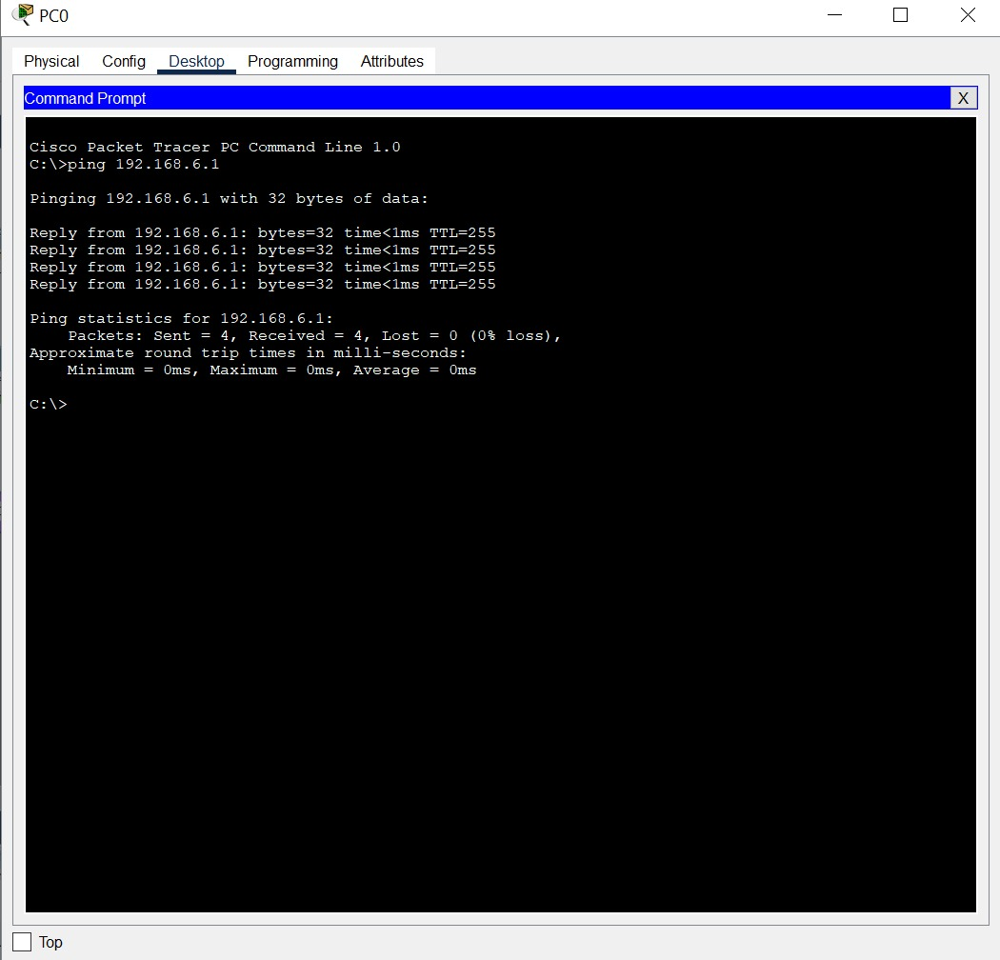 PC0
Physical Config Desktop Programming Attributes
Command Prompt X
Cisco Packet Tracer PC Command Line 1.0
C:\>ping 192.168.6.1
Pinging 192.168.6.1 with 32 bytes of data:
Reply from 192.168.6.1: bytes=32 time<1ms TTL=255
Reply from 192.168.6.1: bytes=32 time<1ms TTL=255
Reply from 192.168.6.1: bytes=32 time<1ms TTL=255
Reply from 192.168.6.1: bytes=32 time<1ms TTL=255
Ping statistics for 192.168.6.1:
    Packets: Sent = 4, Received = 4, Lost = 0 (0% loss),
Approximate round trip times in milli-seconds:
    Minimum = 0ms, Maximum = 0ms, Average = 0ms
C:\>
Top